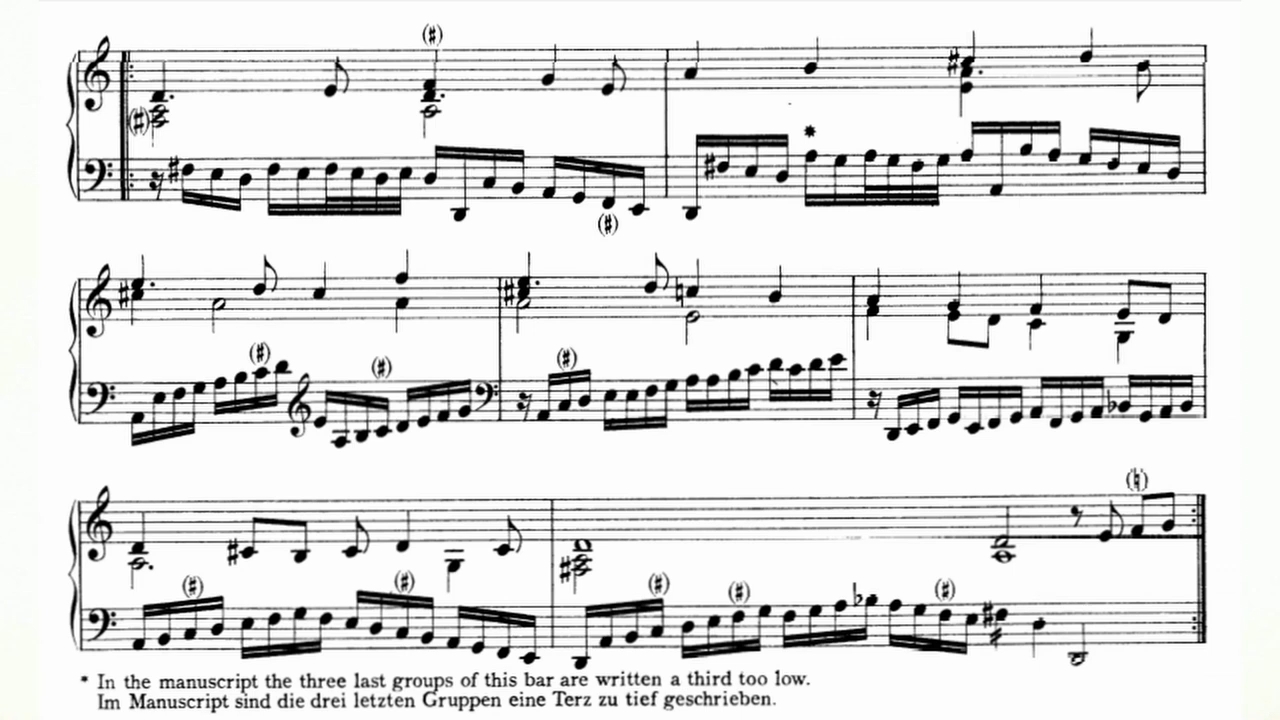 * In the manuscript the three last groups of this bar are written a third too low.
Im Manuscript sind die drei letzten Gruppen eine Terz zu tief geschrieben.